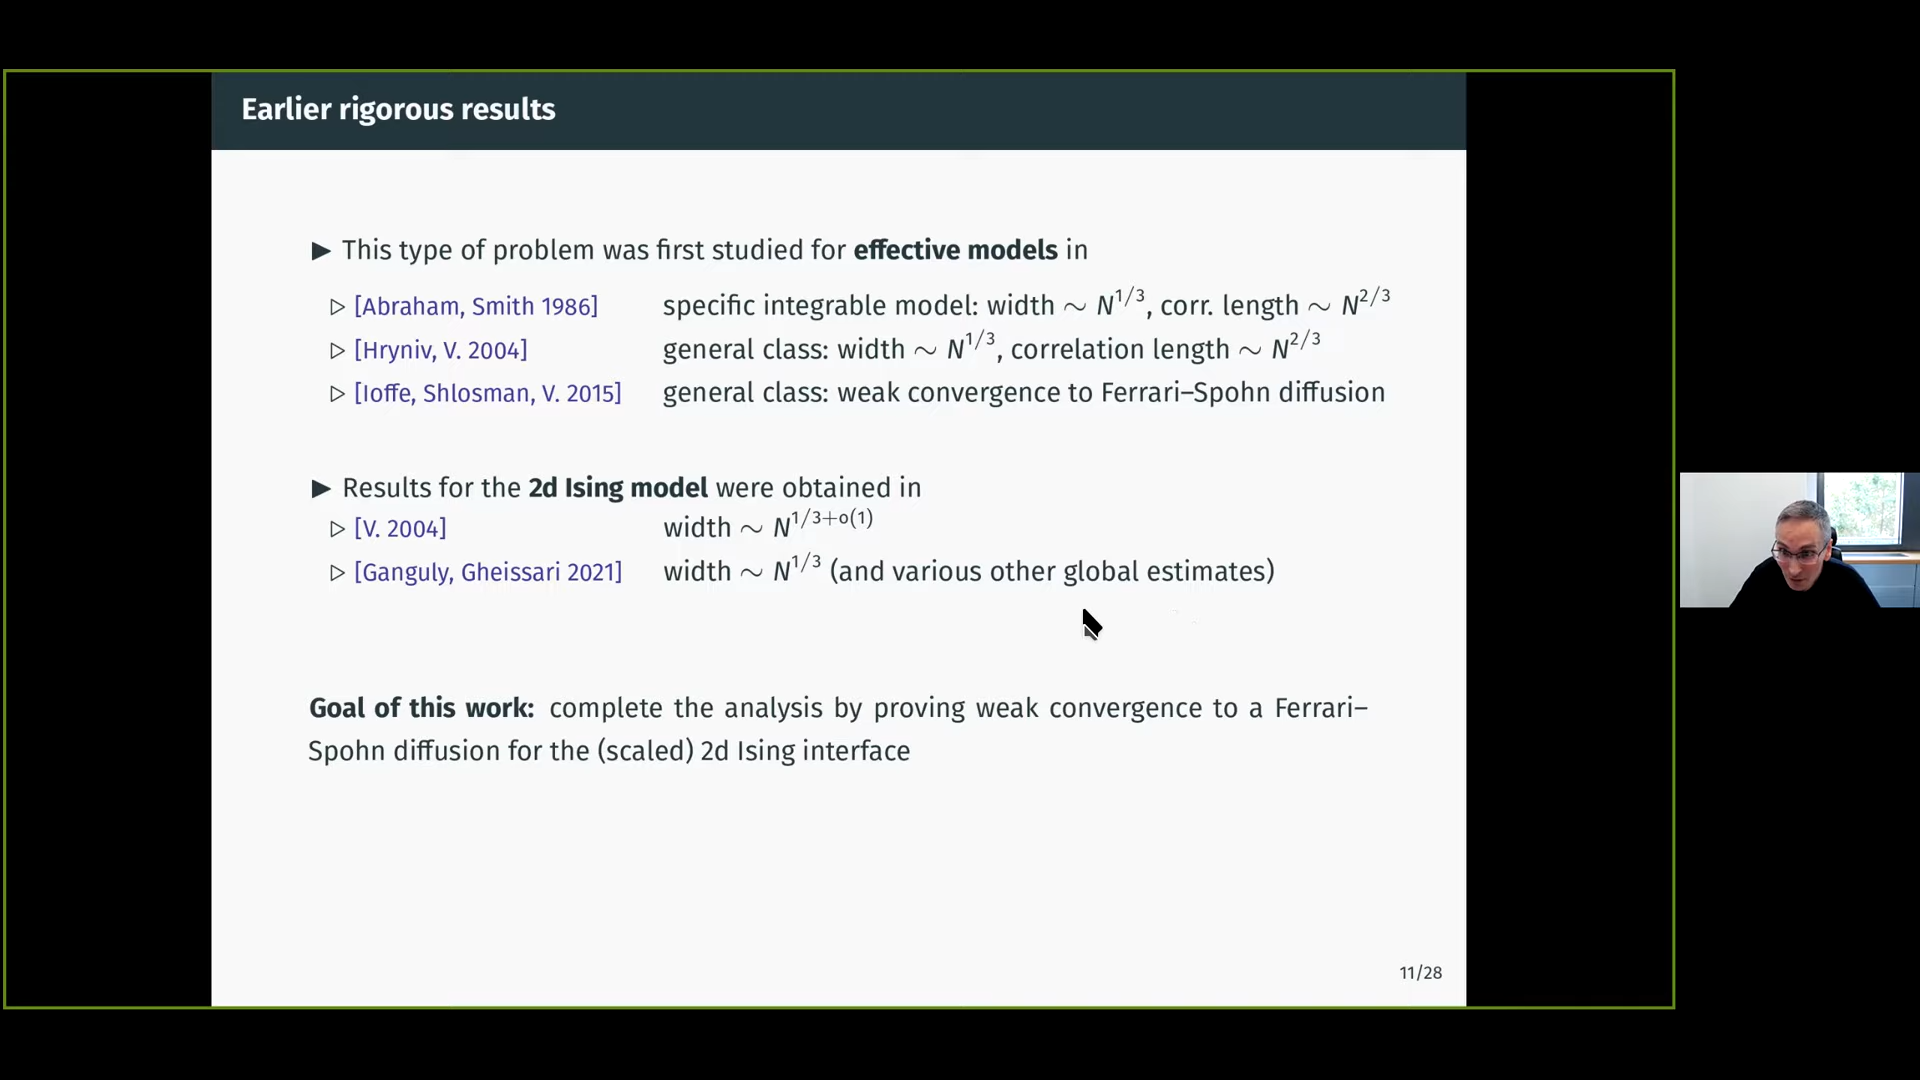 Earlier rigorous results
▶ This type of problem was first studied for effective models in
▷ [Abraham, Smith 1986] specific integrable model: width ∼ N^{1/3}, corr. length ∼ N^{2/3}
▷ [Hryniv, V. 2004] general class: width ∼ N^{1/3}, correlation length ∼ N^{2/3}
▷ [Ioffe, Shlosman, V. 2015] general class: weak convergence to Ferrari–Spohn diffusion
▶ Results for the 2d Ising model were obtained in
▷ [V. 2004] width ∼ N^{1/3+o(1)}
▷ [Ganguly, Gheissari 2021] width ∼ N^{1/3} (and various other global estimates)
Goal of this work: complete the analysis by proving weak convergence to a Ferrari–
Spohn diffusion for the (scaled) 2d Ising interface
11/28